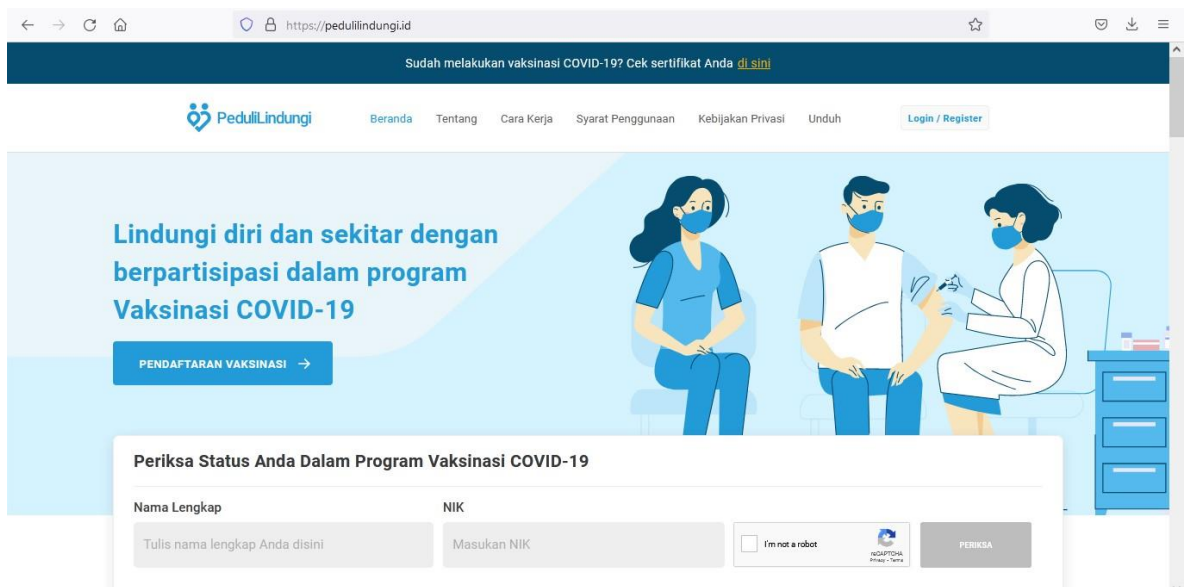 https://pedulilindungi.id
Sudah melakukan vaksinasi COVID-19? Cek sertifikat Anda di sini
PeduliLindungi Beranda Tentang Cara Kerja Syarat Penggunaan Kebijakan Privasi Unduh Login / Register
Lindungi diri dan sekitar dengan
berpartisipasi dalam program
Vaksinasi COVID-19
PENDAFTARAN VAKSINASI →
Periksa Status Anda Dalam Program Vaksinasi COVID-19
Nama Lengkap NIK
Tulis nama lengkap Anda disini Masukan NIK I'm not a robot PERIKSA
reCAPTCHA
Privacy - Terms